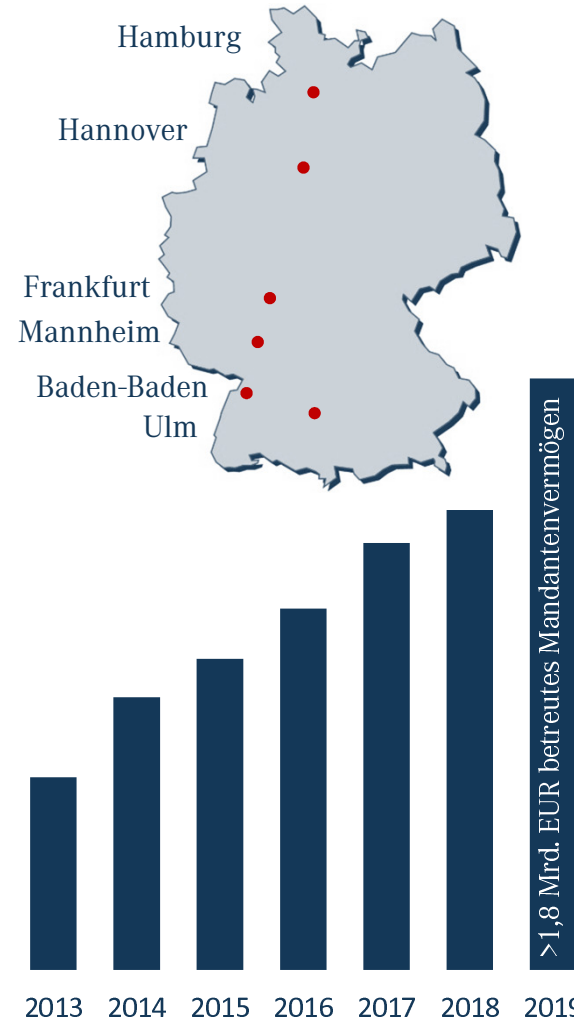 Hamburg
Hannover
Frankfurt
Mannheim
Baden-Baden
Ulm
>1,8 Mrd. EUR betreutes Mandantenvermögen
2013 2014 2015 2016 2017 2018 2019